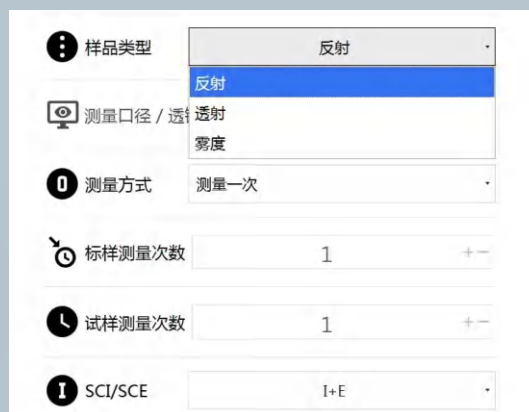 样品类型 反射
反射
测量口径 / 透 透射
雾度
测量方式 测量一次
标样测量次数 1 + −
试样测量次数 1 + −
SCI/SCE I+E